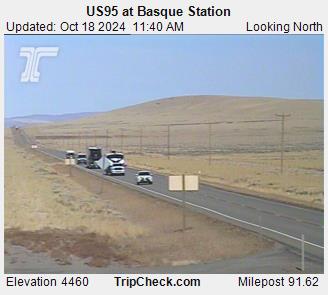 US95 at Basque Station
Updated: Oct 18 2024 11:40 AM Looking North
Elevation 4460 TripCheck.com Milepost 91.62